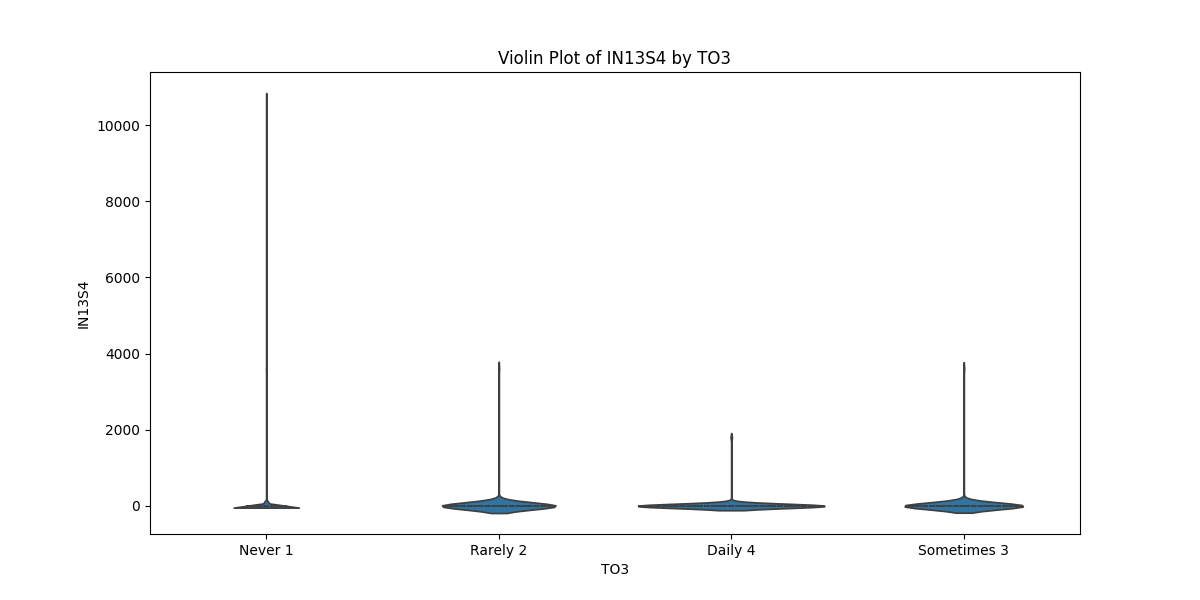 Violin Plot of IN13S4 by TO3
10000
8000
6000
4000
2000
0
IN13S4
Never 1
Rarely 2
Daily 4
Sometimes 3
TO3